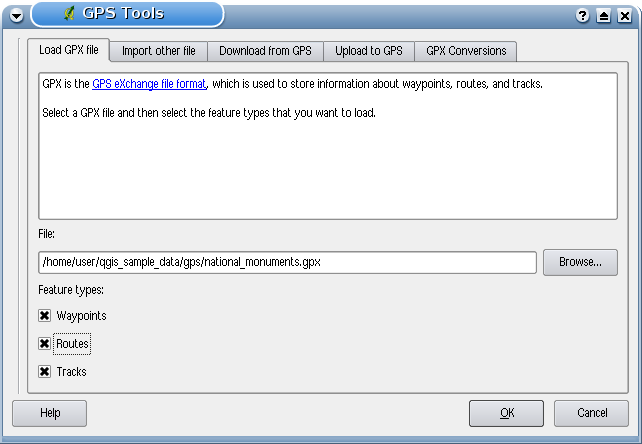 GPS Tools
Load GPX file Import other file Download from GPS Upload to GPS GPX Conversions
GPX is the GPS eXchange file format, which is used to store information about waypoints, routes, and tracks.
Select a GPX file and then select the feature types that you want to load.
File:
/home/user/qgis_sample_data/gps/national_monuments.gpx Browse...
Feature types:
Waypoints
Routes
Tracks
Help OK Cancel